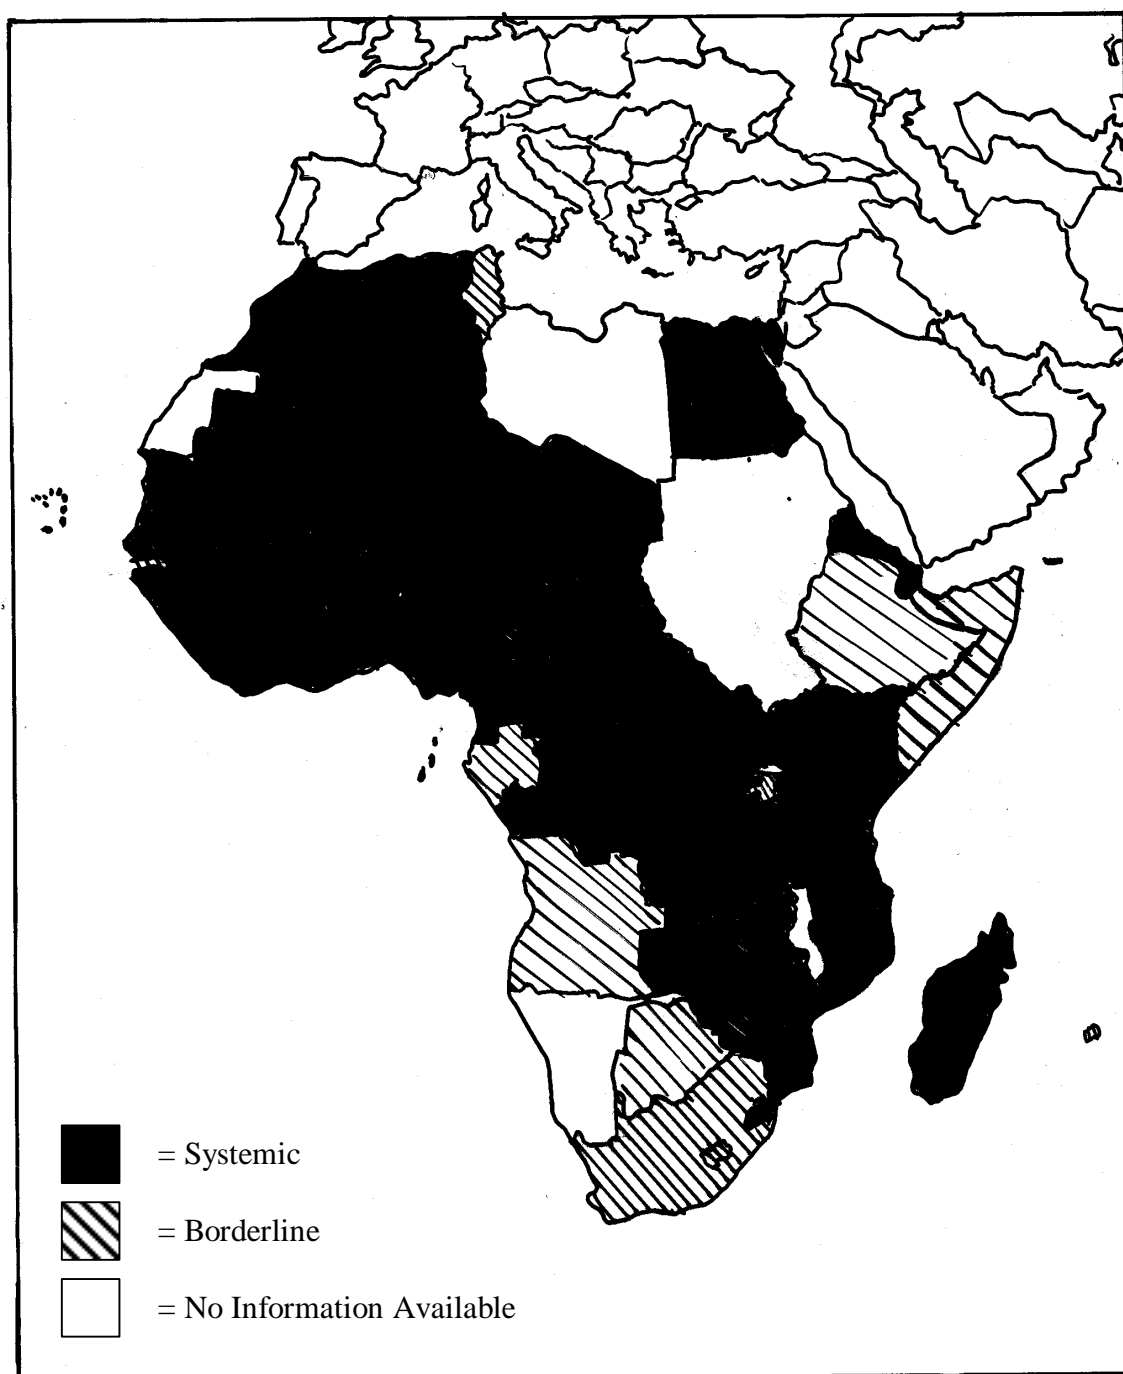 = Systemic
= Borderline
= No Information Available